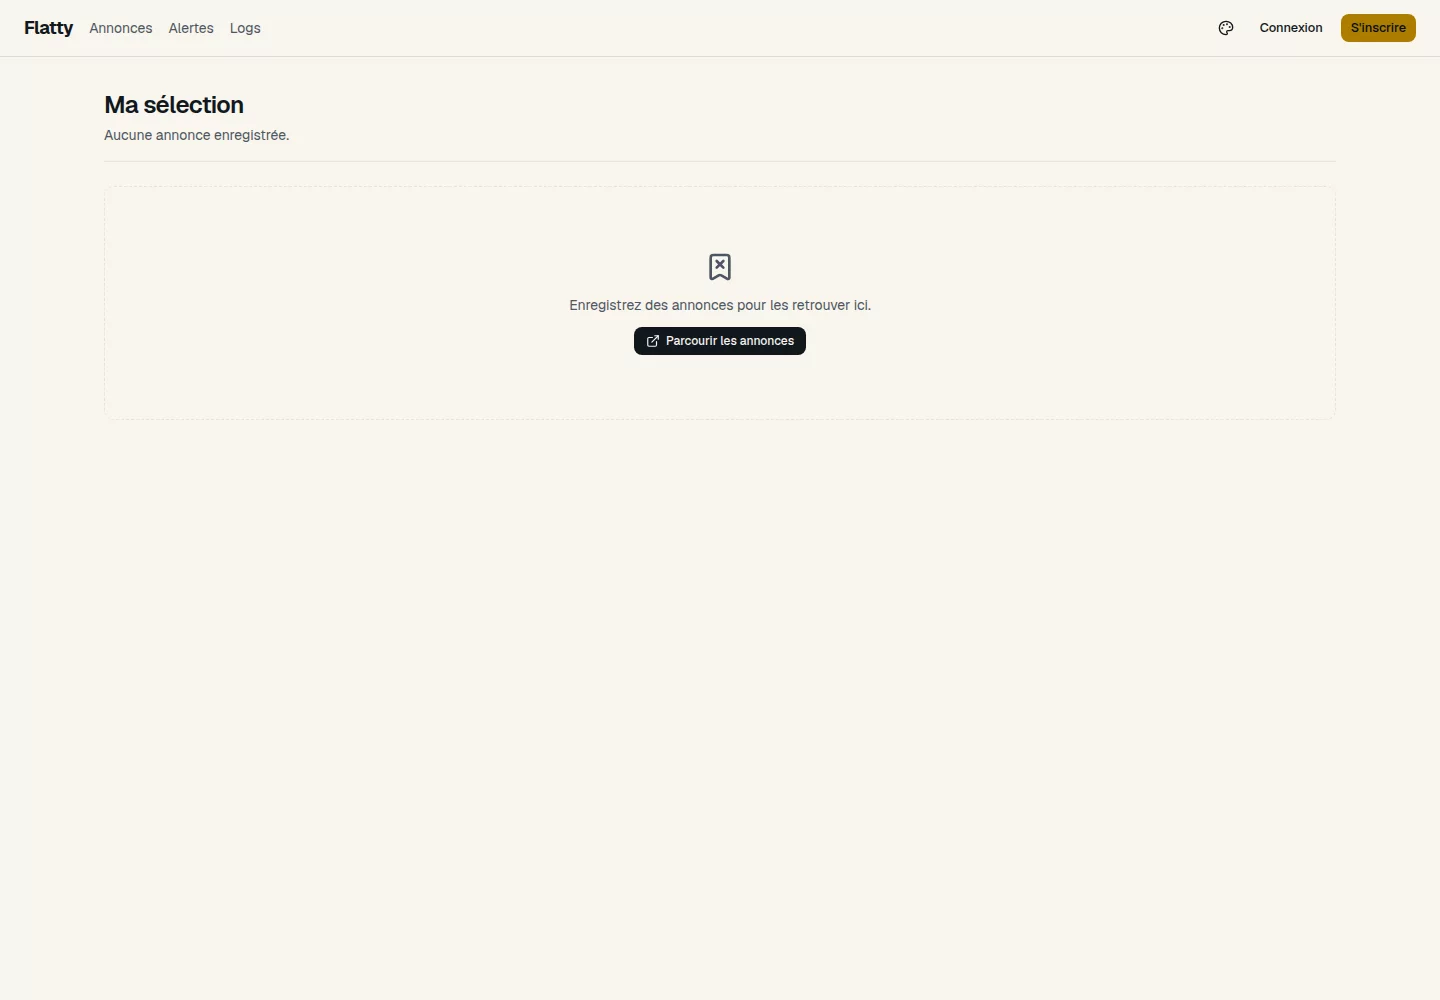 Flatty Annonces Alertes Logs Connexion S'inscrire
Ma sélection
Aucune annonce enregistrée.
Enregistrez des annonces pour les retrouver ici.
Parcourir les annonces